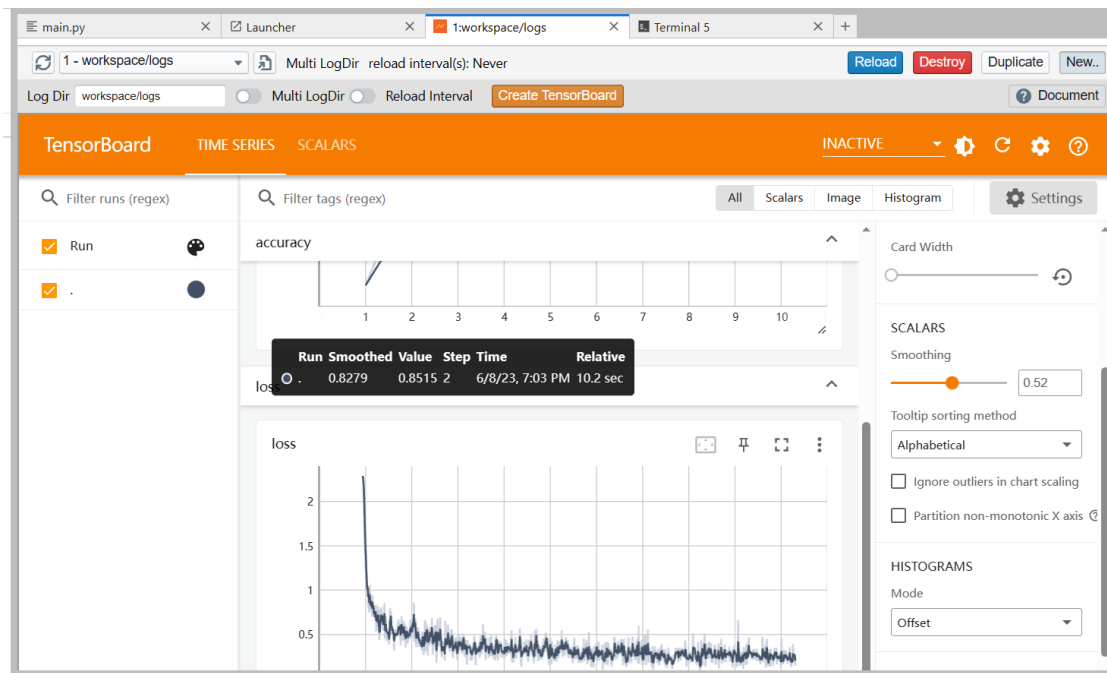 main.py
Launcher
1:workspace/logs
Terminal 5
1 - workspace/logs
Multi LogDir reload interval(s): Never
Reload
Destroy
Duplicate
New..
Log Dir
workspace/logs
Multi LogDir
Reload Interval
Create TensorBoard
Document
TensorBoard
TIME SERIES
SCALARS
INACTIVE
Filter runs (regex)
Filter tags (regex)
All
Scalars
Image
Histogram
Settings
Run
.
accuracy
1 2 3 4 5 6 7 8 9 10
Run Smoothed Value Step Time Relative
. 0.8279 0.8515 2 6/8/23, 7:03 PM 10.2 sec
loss
2
1.5
1
0.5
Card Width
SCALARS
Smoothing
0.52
Tooltip sorting method
Alphabetical
Ignore outliers in chart scaling
Partition non-monotonic X axis
HISTOGRAMS
Mode
Offset